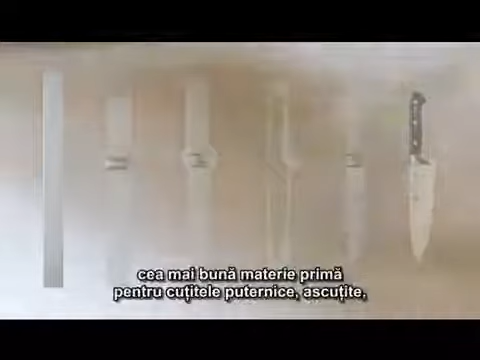 cea mai bună materie primă
pentru cuțitele puternice, ascuțite,